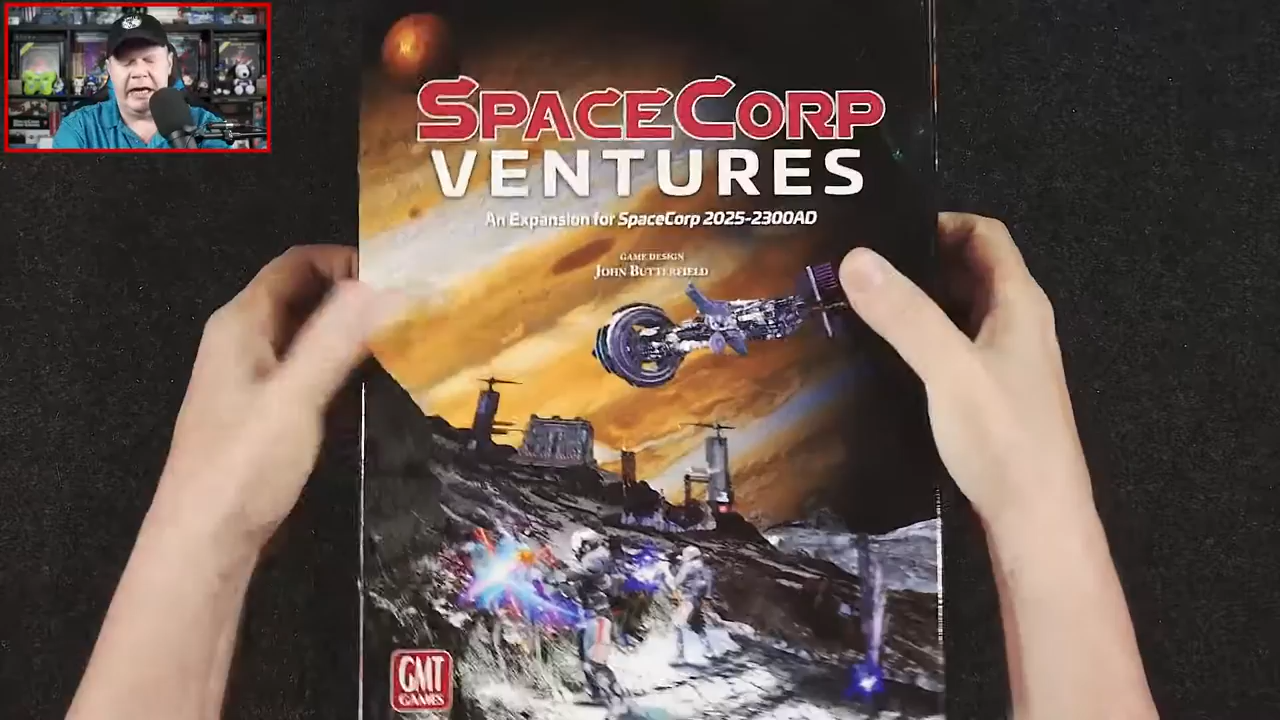 SPACECORP
VENTURES
An Expansion for SpaceCorp 2025-2300AD
GAME DESIGN
JOHN BUTTERFIELD
GMT
GAMES